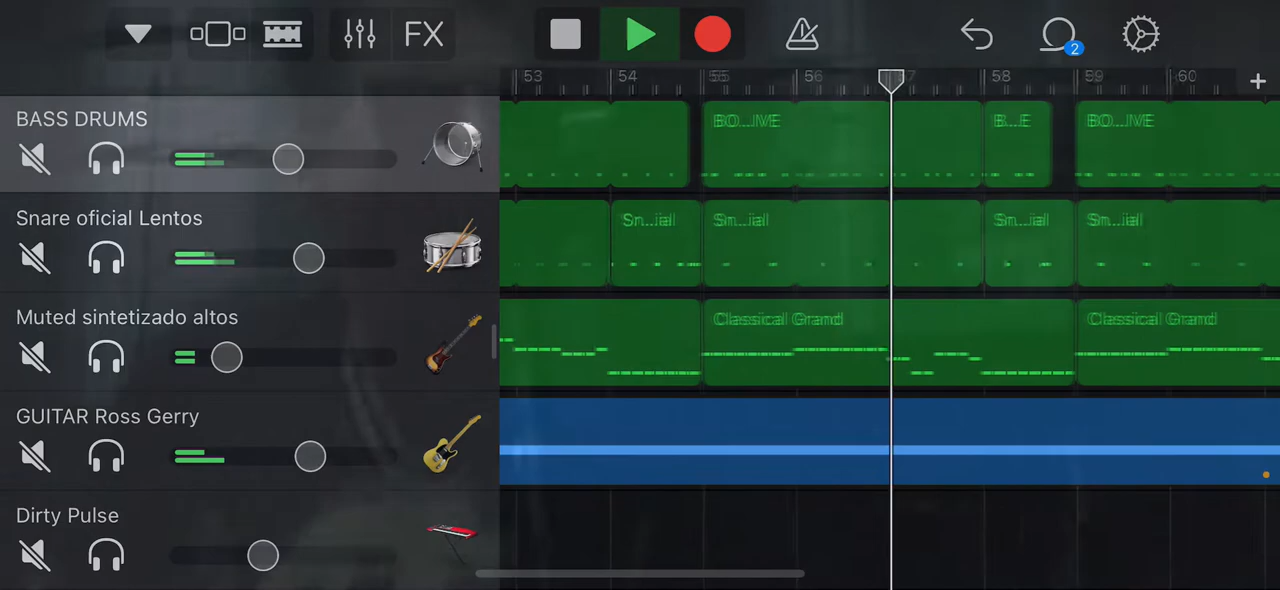 FX
2
53 54 55 56 57 58 59 60
BASS DRUMS
BO...IVE B...E BO...IVE
Snare oficial Lentos
Sn...ial Sn...ial Sn...ial Sn...ial
Muted sintetizado altos
Classical Grand Classical Grand
GUITAR Ross Gerry
Dirty Pulse